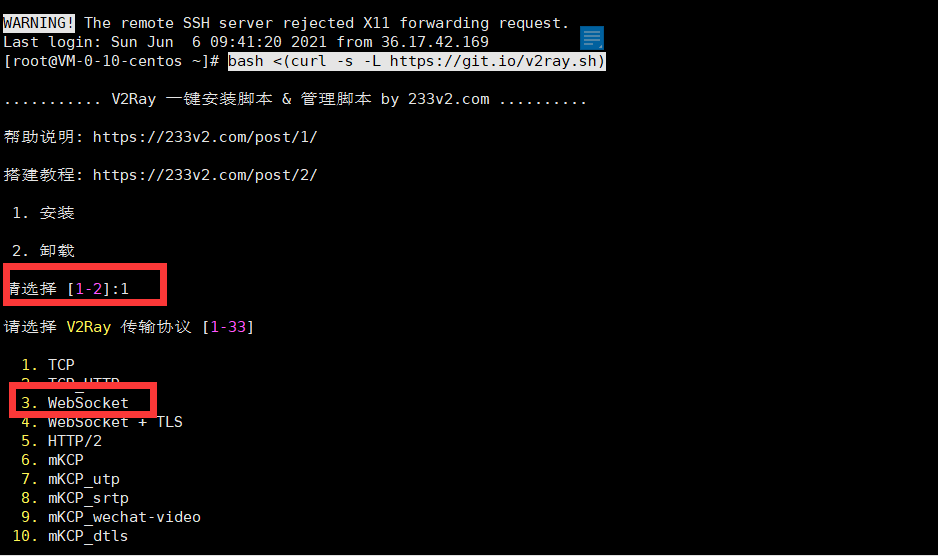 WARNING! The remote SSH server rejected X11 forwarding request.
Last login: Sun Jun  6 09:41:20 2021 from 36.17.42.169
[root@VM-0-10-centos ~]# bash <(curl -s -L https://git.io/v2ray.sh)
........... V2Ray 一键安装脚本 & 管理脚本 by 233v2.com ..........
帮助说明: https://233v2.com/post/1/
搭建教程: https://233v2.com/post/2/
1. 安装
2. 卸载
请选择 [1-2]:1
请选择 V2Ray 传输协议 [1-33]
1. TCP
2. TCP_HTTP
3. WebSocket
4. WebSocket + TLS
5. HTTP/2
6. mKCP
7. mKCP_utp
8. mKCP_srtp
9. mKCP_wechat-video
10. mKCP_dtls